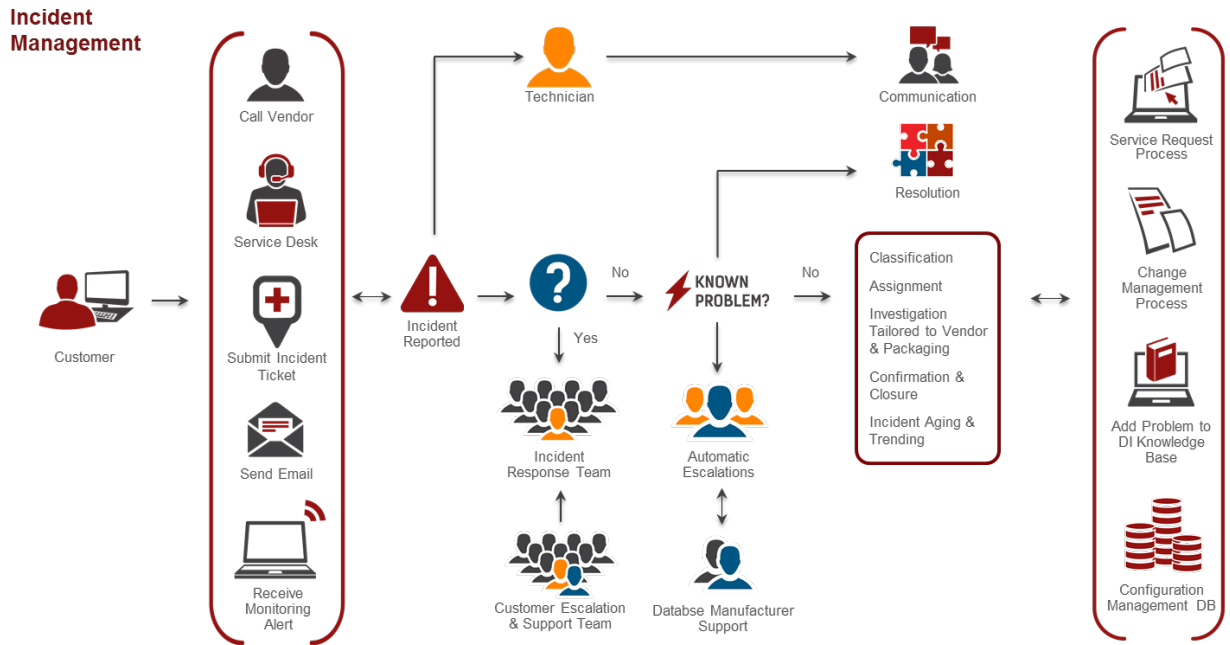 Incident
Management
Call Vendor
Service Desk
Submit Incident
Ticket
Send Email
Receive
Monitoring
Alert
Customer
Incident
Reported
Technician
Communication
Resolution
?
No
Yes
KNOWN
PROBLEM?
No
Incident
Response Team
Customer Escalation
& Support Team
Automatic
Escalations
Databse Manufacturer
Support
Classification
Assignment
Investigation
Tailored to Vendor
& Packaging
Confirmation &
Closure
Incident Aging &
Trending
Service Request
Process
Change
Management
Process
Add Problem to
DI Knowledge
Base
Configuration
Management DB